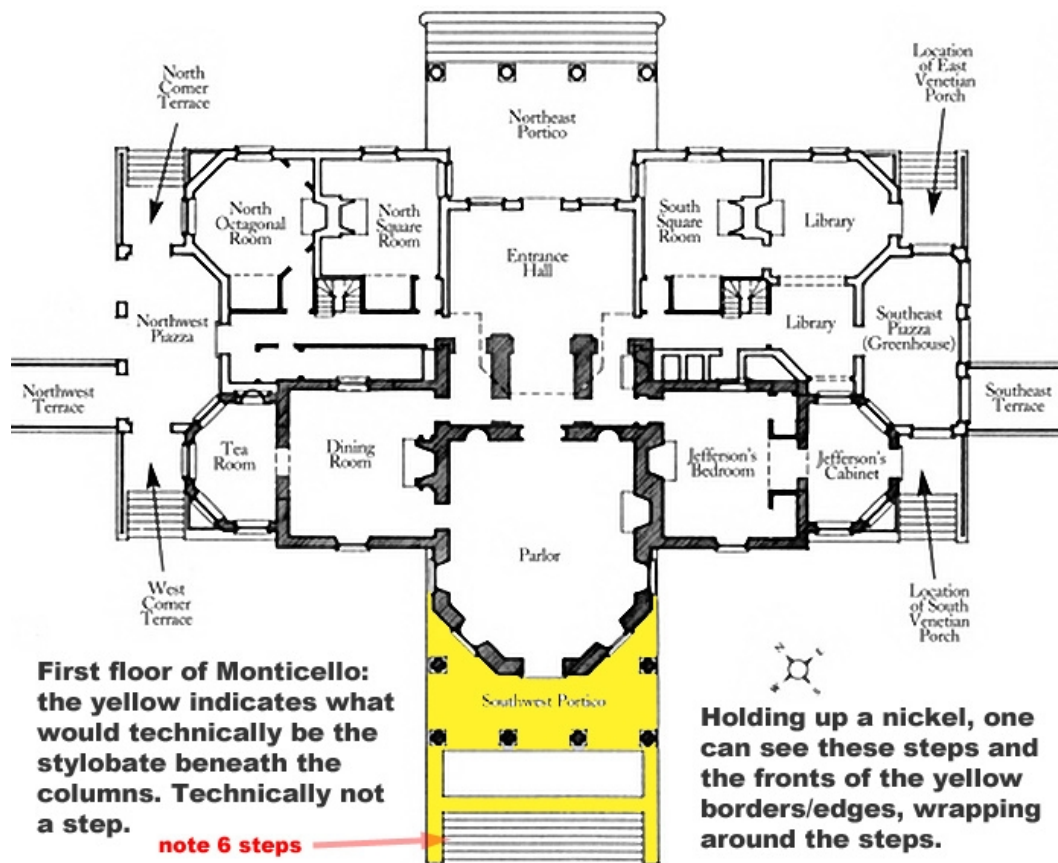 North
Corner
Terrace
Location
of East
Venetian
Porch
Northeast
Portico
North
Octagonal
Room
North
Square
Room
Entrance
Hall
South
Square
Room
Library
Northwest
Piazza
Library
Southeast
Piazza
(Greenhouse)
Northwest
Terrace
Southeast
Terrace
Tea
Room
Dining
Room
Jefferson's
Bedroom
Jefferson's
Cabinet
Parlor
West
Corner
Terrace
Location
of South
Venetian
Porch
First floor of Monticello:
the yellow indicates what
would technically be the
stylobate beneath the
columns. Technically not
a step.
Southwest Portico
N
E
S
Holding up a nickel, one
can see these steps and
the fronts of the yellow
borders/edges, wrapping
around the steps.
note 6 steps